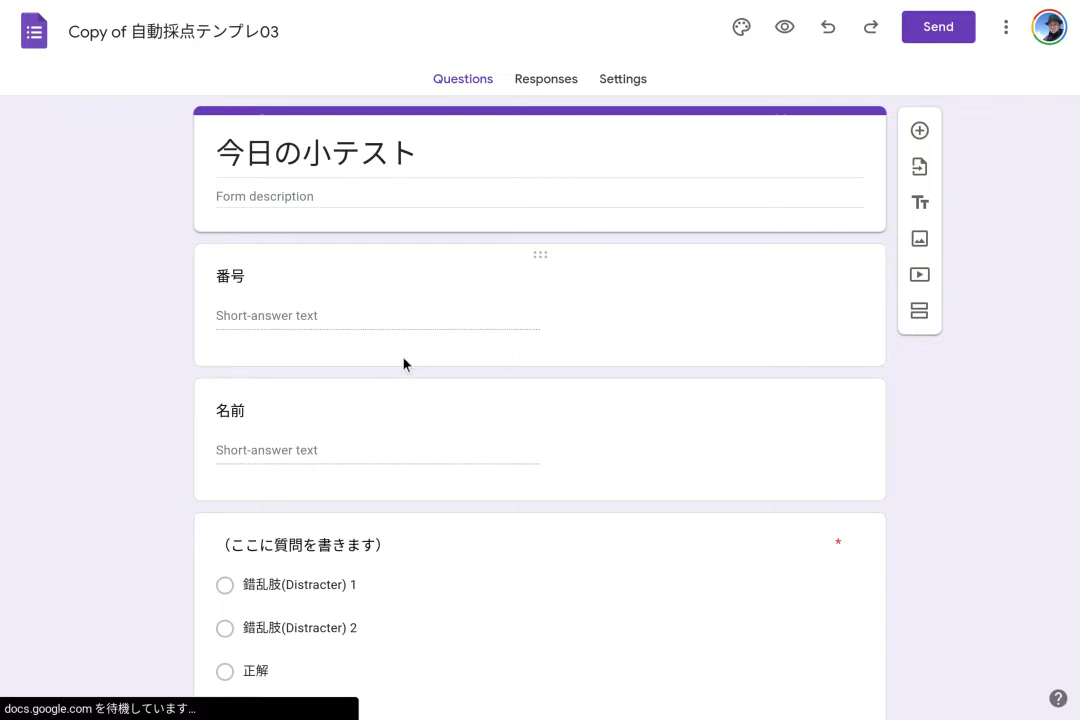 Copy of 自動採点テンプレ03
Send
Questions
Responses
Settings
今日の小テスト
Form description
番号
Short-answer text
名前
Short-answer text
（ここに質問を書きます）
*
錯乱肢(Distracter) 1
錯乱肢(Distracter) 2
正解
docs.google.com を待機しています...